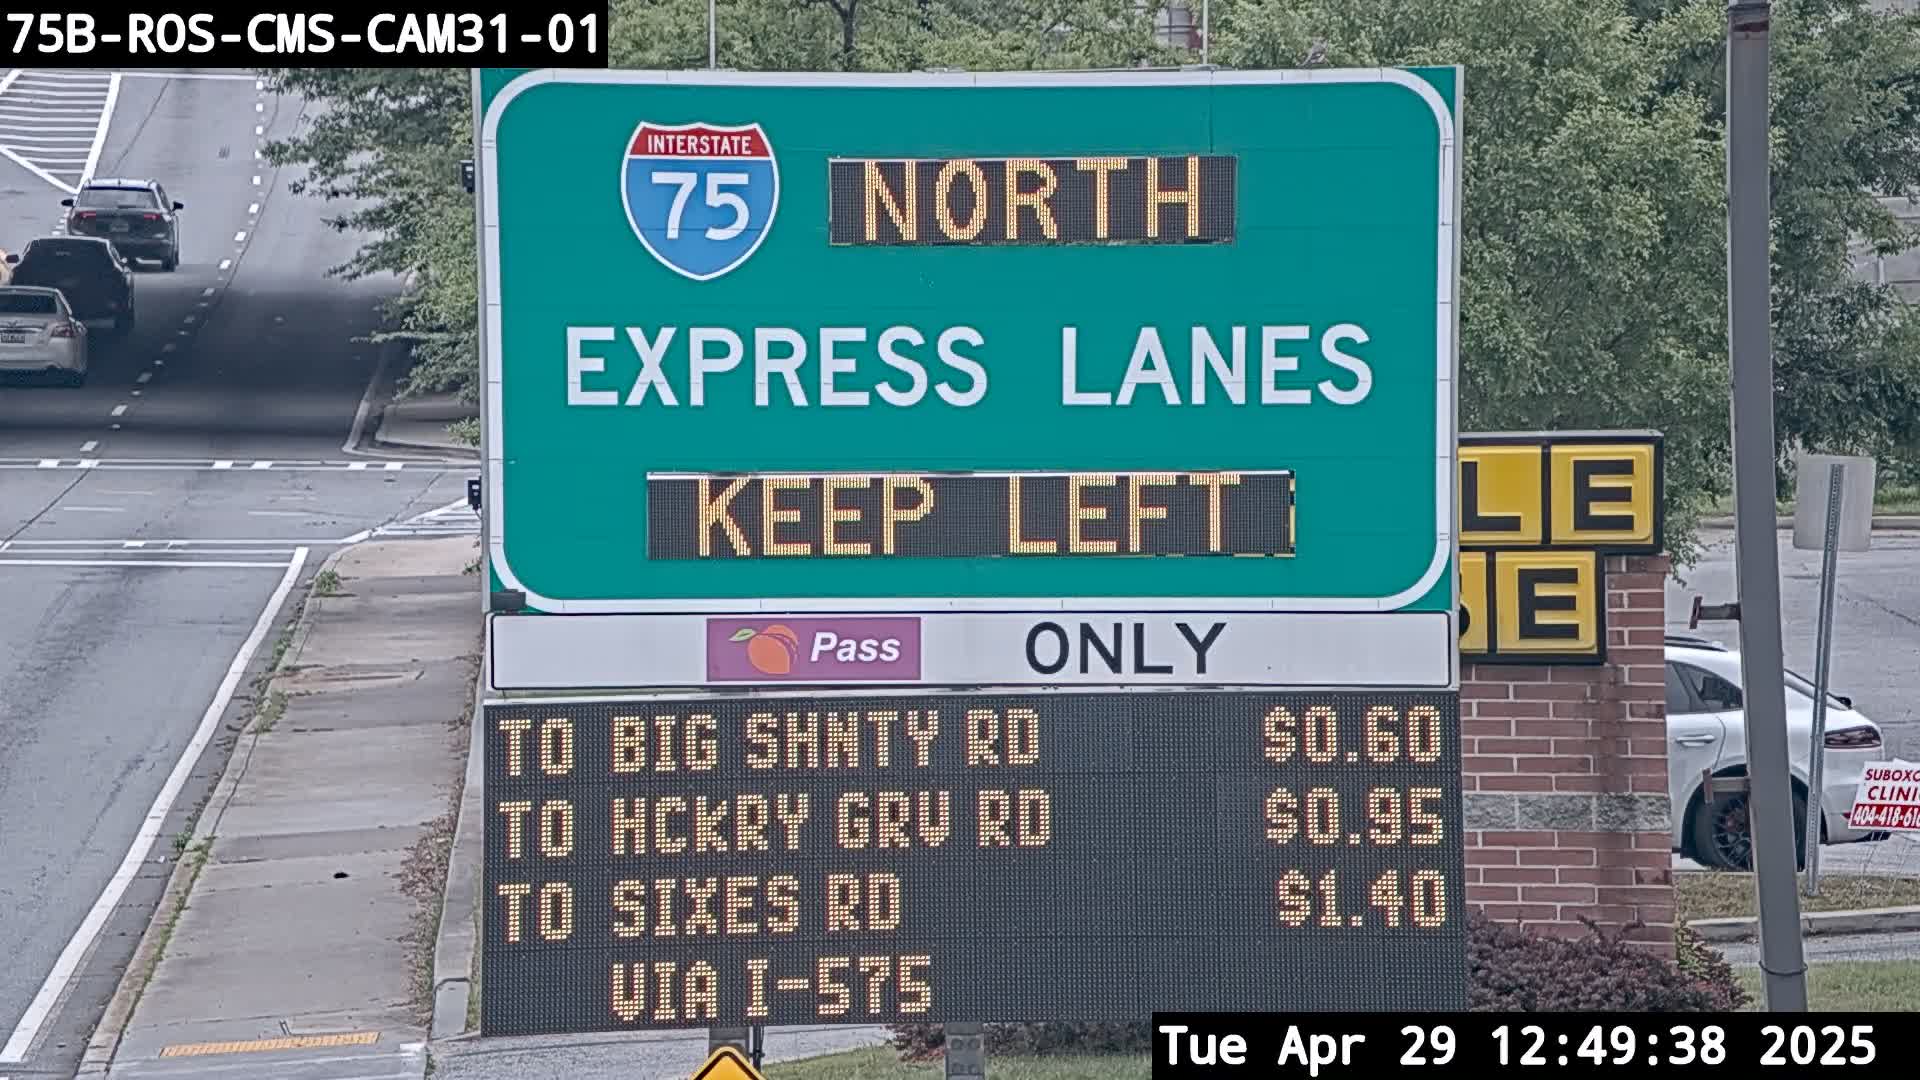 75B-ROS-CMS-CAM31-01
INTERSTATE
75
NORTH
EXPRESS LANES
KEEP LEFT
Pass ONLY
TO BIG SHNTY RD $0.60
TO HCKRY GRV RD $0.95
TO SIXES RD $1.40
VIA I-575
LE
E
Tue Apr 29 12:49:38 2025